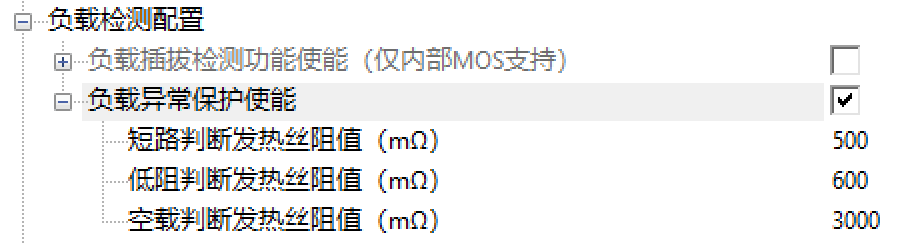 负载检测配置
负载插拔检测功能使能（仅内部MOS支持）
负载异常保护使能
短路判断发热丝阻值（mΩ） 500
低阻判断发热丝阻值（mΩ） 600
空载判断发热丝阻值（mΩ） 3000